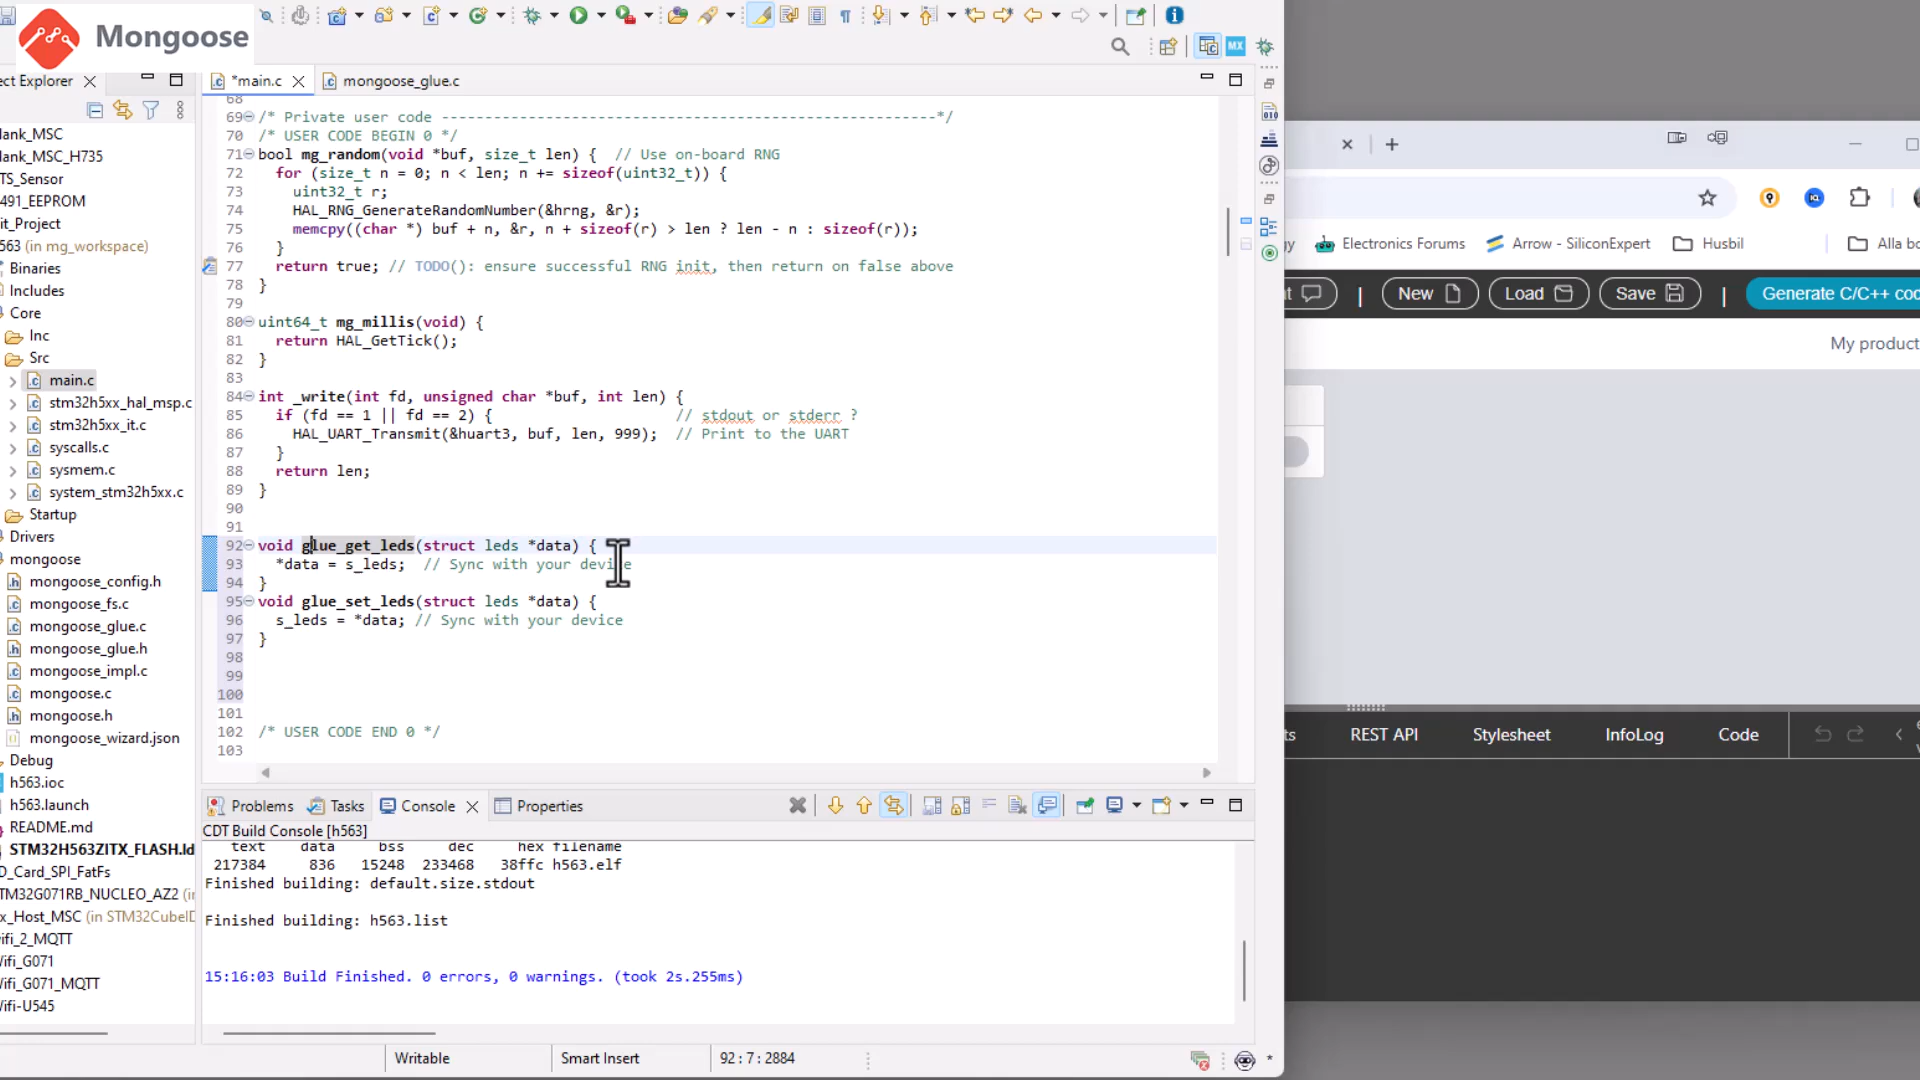 Mongoose
ect Explorer
*main.c
mongoose_glue.c
lank_MSC
lank_MSC_H735
TS_Sensor
491_EEPROM
it_Project
563 (in mg_workspace)
Binaries
Includes
Core
Inc
Src
main.c
stm32h5xx_hal_msp.c
stm32h5xx_it.c
syscalls.c
sysmem.c
system_stm32h5xx.c
Startup
Drivers
mongoose
mongoose_config.h
mongoose_fs.c
mongoose_glue.c
mongoose_glue.h
mongoose_impl.c
mongoose.c
mongoose.h
mongoose_wizard.json
Debug
h563.ioc
h563.launch
README.md
STM32H563ZITX_FLASH.ld
D_Card_SPI_FatFs
TM32G071RB_NUCLEO_AZ2 (in
x_Host_MSC (in STM32CubeID
wifi_2_MQTT
Vifi_G071
Vifi_G071_MQTT
Vifi-U545
68
69 /* Private user code ---------------------------------------------------------*/
70 /* USER CODE BEGIN 0 */
71 bool mg_random(void *buf, size_t len) {  // Use on-board RNG
72   for (size_t n = 0; n < len; n += sizeof(uint32_t)) {
73     uint32_t r;
74     HAL_RNG_GenerateRandomNumber(&hrng, &r);
75     memcpy((char *) buf + n, &r, n + sizeof(r) > len ? len - n : sizeof(r));
76   }
77   return true; // TODO(): ensure successful RNG init, then return on false above
78 }
79
80 uint64_t mg_millis(void) {
81   return HAL_GetTick();
82 }
83
84 int _write(int fd, unsigned char *buf, int len) {
85   if (fd == 1 || fd == 2) {                     // stdout or stderr ?
86     HAL_UART_Transmit(&huart3, buf, len, 999);  // Print to the UART
87   }
88   return len;
89 }
90
91
92 void glue_get_leds(struct leds *data) {
93   *data = s_leds;  // Sync with your device
94 }
95 void glue_set_leds(struct leds *data) {
96   s_leds = *data; // Sync with your device
97 }
98
99
100
101
102 /* USER CODE END 0 */
103
Problems
Tasks
Console
Properties
CDT Build Console [h563]
text data bss dec hex filename
217384 836 15248 233468 38ffc h563.elf
Finished building: default.size.stdout
Finished building: h563.list
15:16:03 Build Finished. 0 errors, 0 warnings. (took 2s.255ms)
Writable
Smart Insert
92 : 7 : 2884
MX
010
gy
Electronics Forums
Arrow - SiliconExpert
Husbil
Alla bo
t
New
Load
Save
Generate C/C++ cod
My product
ts
REST API
Stylesheet
InfoLog
Code